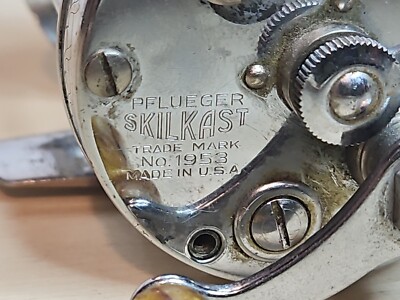 PFLUEGER
SKILKAST
TRADE MARK
No. 1953
MADE IN U.S.A.